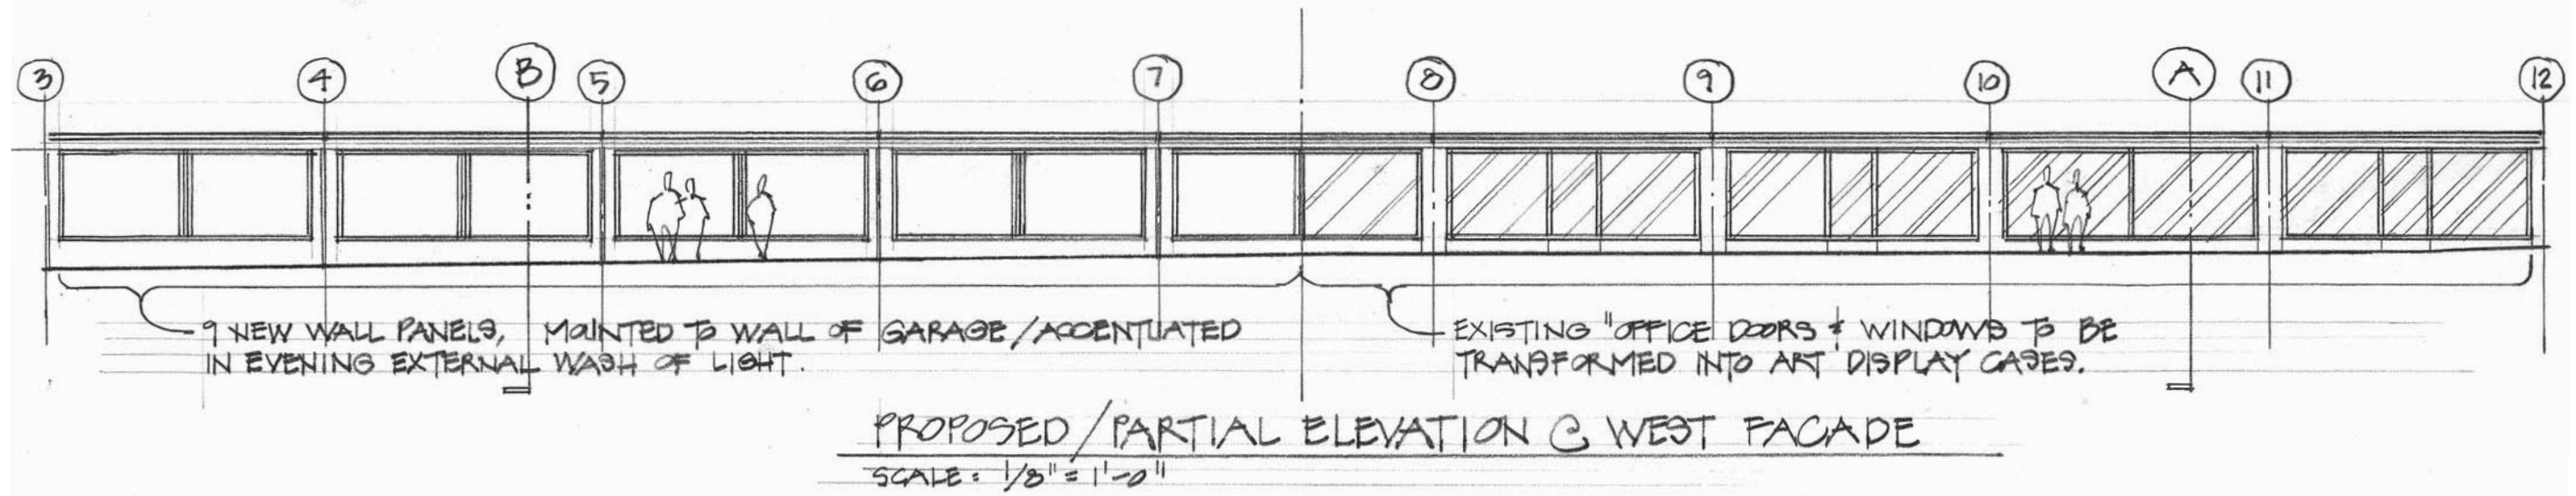 3 4 B 5 6 7 8 9 10 A 11 12
9 NEW WALL PANELS, MOUNTED TO WALL OF GARAGE/ACCENTUATED
IN EVENING EXTERNAL WASH OF LIGHT.
EXISTING "OFFICE DOORS & WINDOWS TO BE
TRANSFORMED INTO ART DISPLAY CASES.
PROPOSED/PARTIAL ELEVATION @ WEST FACADE
SCALE: 1/8" = 1'-0"